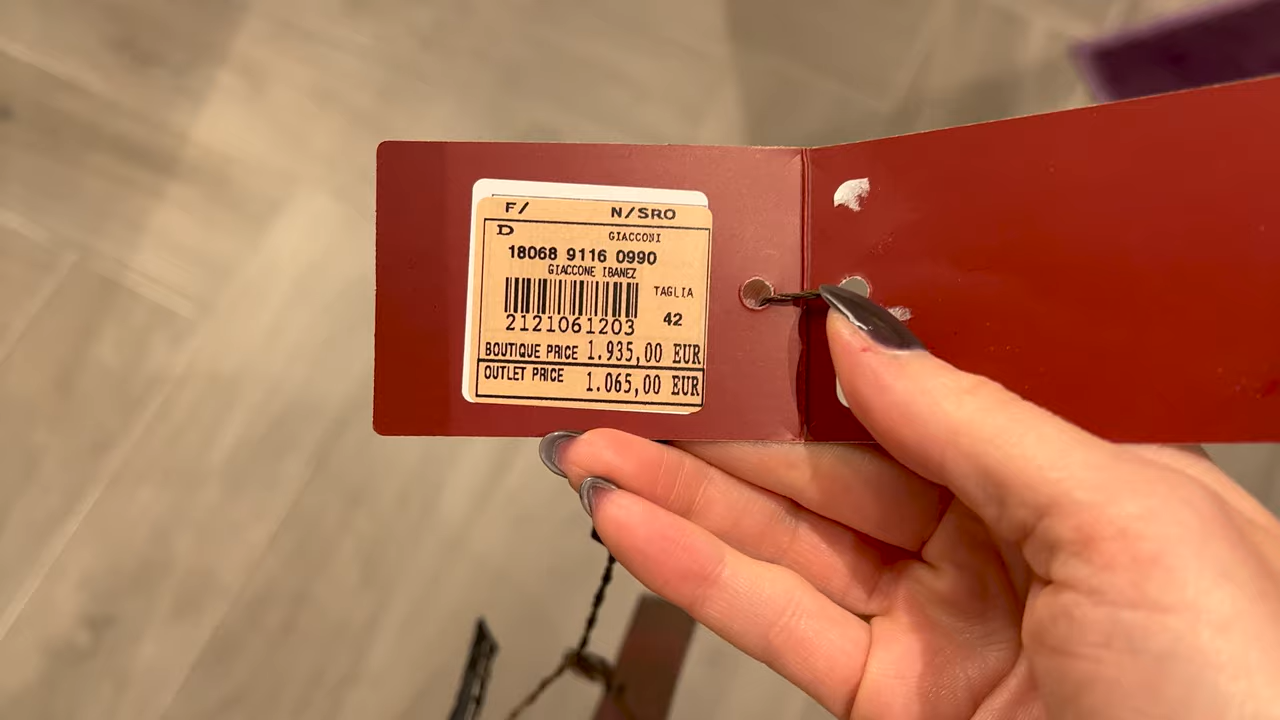 F/ N/SRO
D GIACCONI
18068 9116 0990
GIACCONE IBANEZ
TAGLIA
2121061203 42
BOUTIQUE PRICE 1.935,00 EUR
OUTLET PRICE 1.065,00 EUR